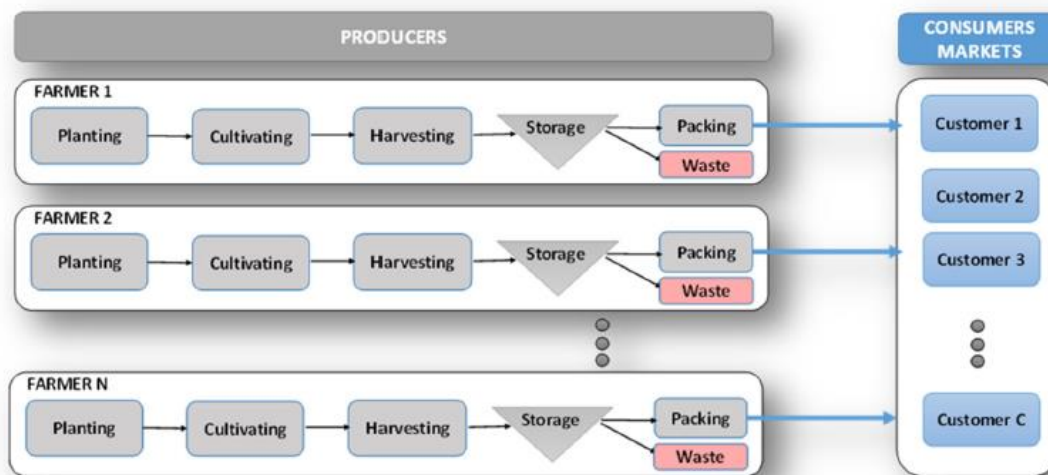 PRODUCERS
CONSUMERS
MARKETS
FARMER 1
Planting
Cultivating
Harvesting
Storage
Packing
Waste
Customer 1
Customer 2
FARMER 2
Planting
Cultivating
Harvesting
Storage
Packing
Waste
Customer 3
FARMER N
Planting
Cultivating
Harvesting
Storage
Packing
Waste
Customer C